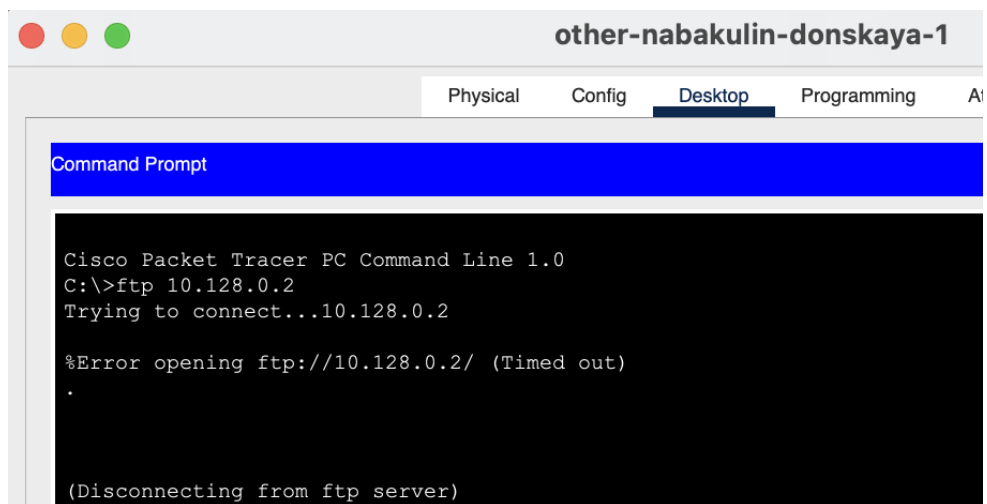 other-nabakulin-donskaya-1
Physical Config Desktop Programming
Command Prompt
Cisco Packet Tracer PC Command Line 1.0
C:\>ftp 10.128.0.2
Trying to connect...10.128.0.2
%Error opening ftp://10.128.0.2/ (Timed out)
.
(Disconnecting from ftp server)